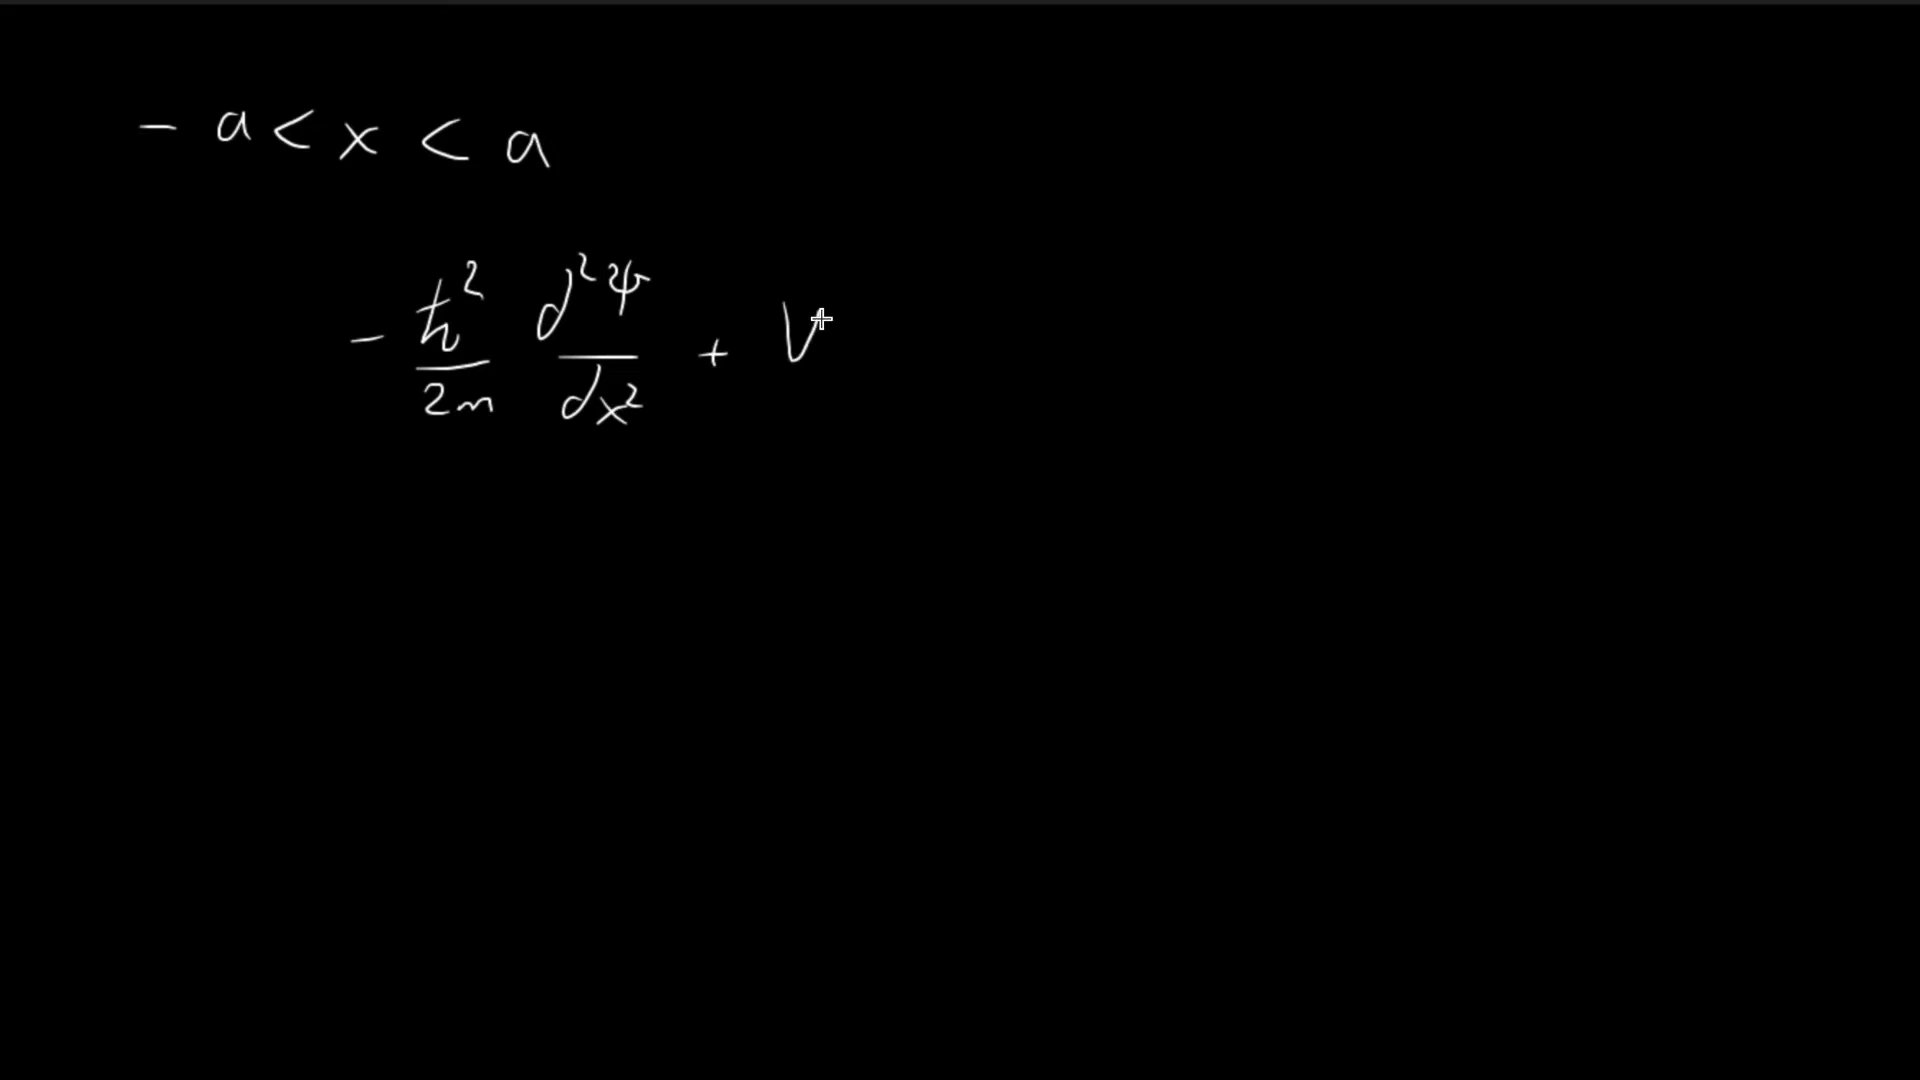 - a < x < a
- ħ²/2m d²ψ/dx² + V